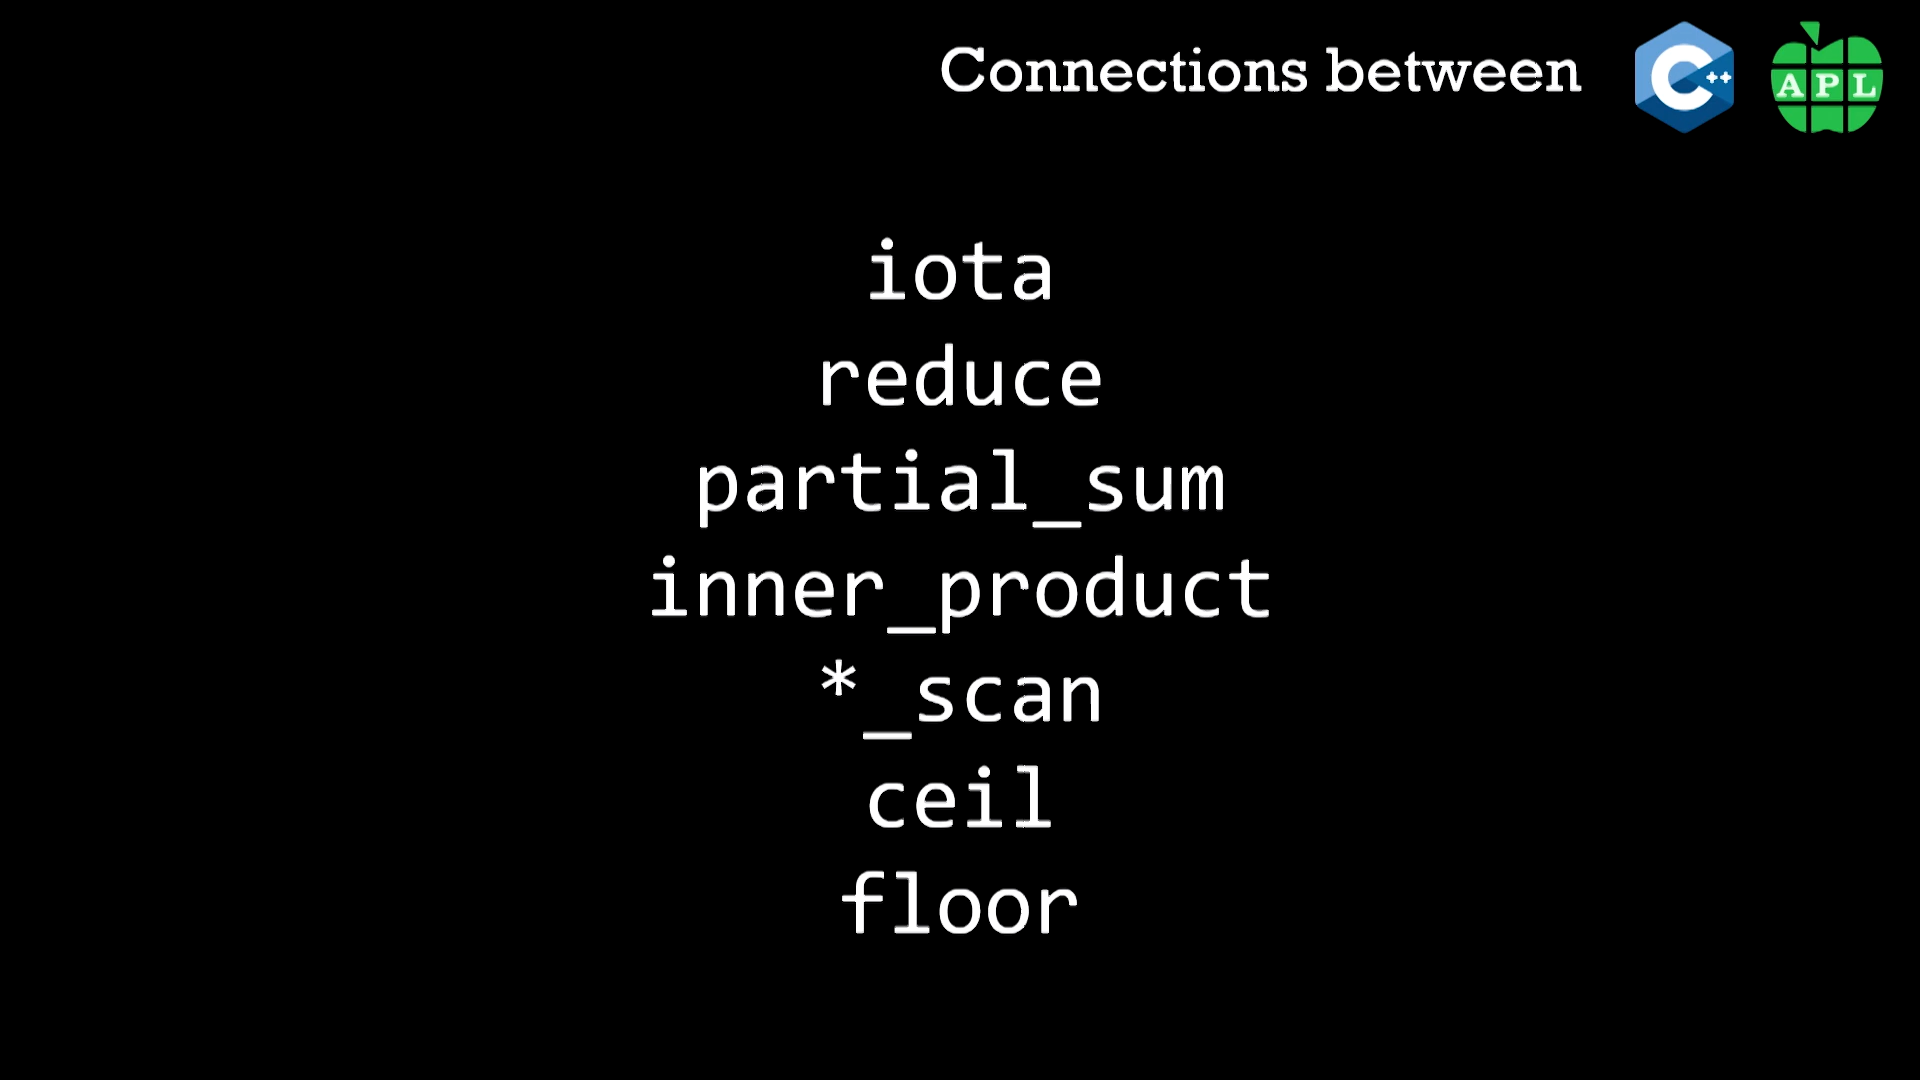 Connections between C++ APL
iota
reduce
partial_sum
inner_product
*_scan
ceil
floor